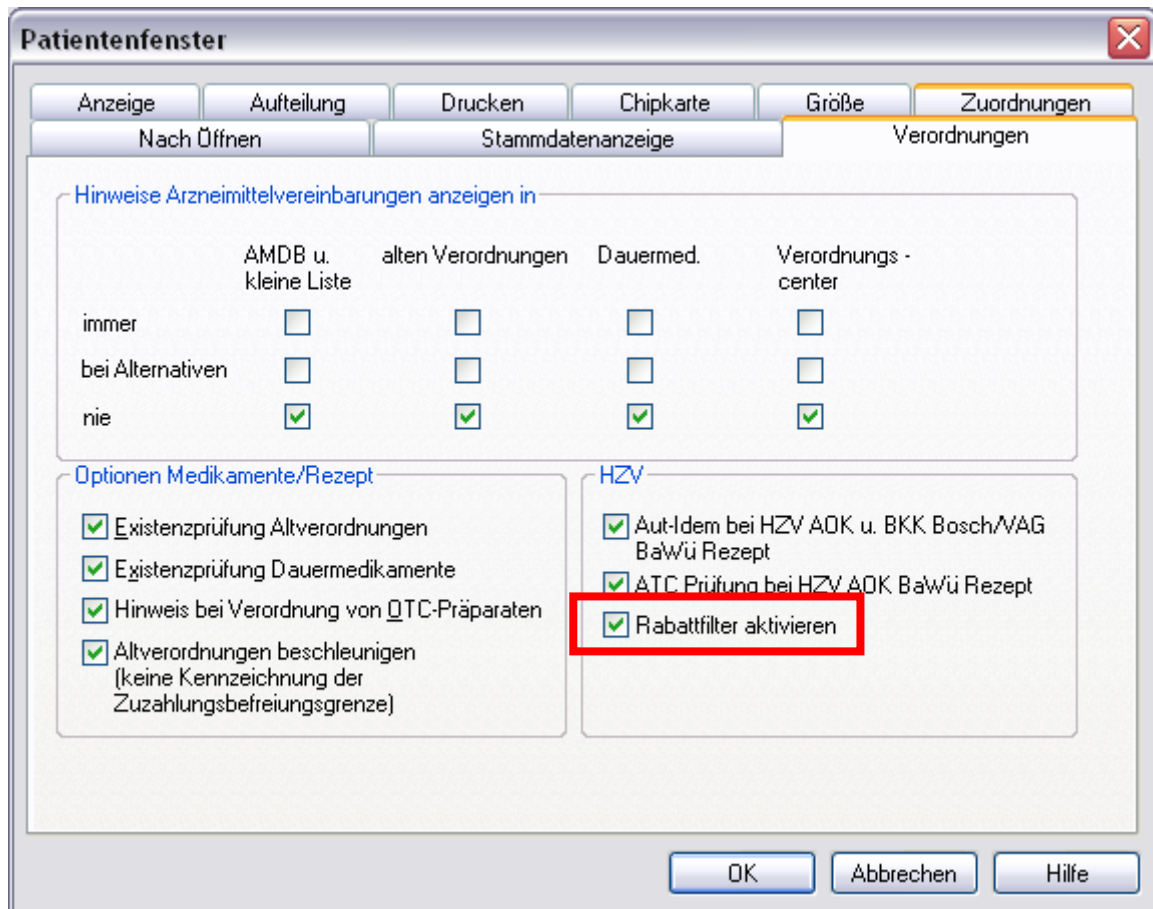 Patientenfenster
Anzeige Aufteilung Drucken Chipkarte Größe Zuordnungen
Nach Öffnen Stammdatenanzeige Verordnungen
Hinweise Arzneimittelvereinbarungen anzeigen in
AMDB u. alten Verordnungen Dauermed. Verordnungs -
kleine Liste center
immer
bei Alternativen
nie
Optionen Medikamente/Rezept
Existenzprüfung Altverordnungen
Existenzprüfung Dauermedikamente
Hinweis bei Verordnung von OTC-Präparaten
Altverordnungen beschleunigen
(keine Kennzeichnung der
Zuzahlungsbefreiungsgrenze)
HZV
Aut-Idem bei HZV AOK u. BKK Bosch/VAG
BaWü Rezept
ATC Prüfung bei HZV AOK BaWü Rezept
Rabattfilter aktivieren
OK Abbrechen Hilfe